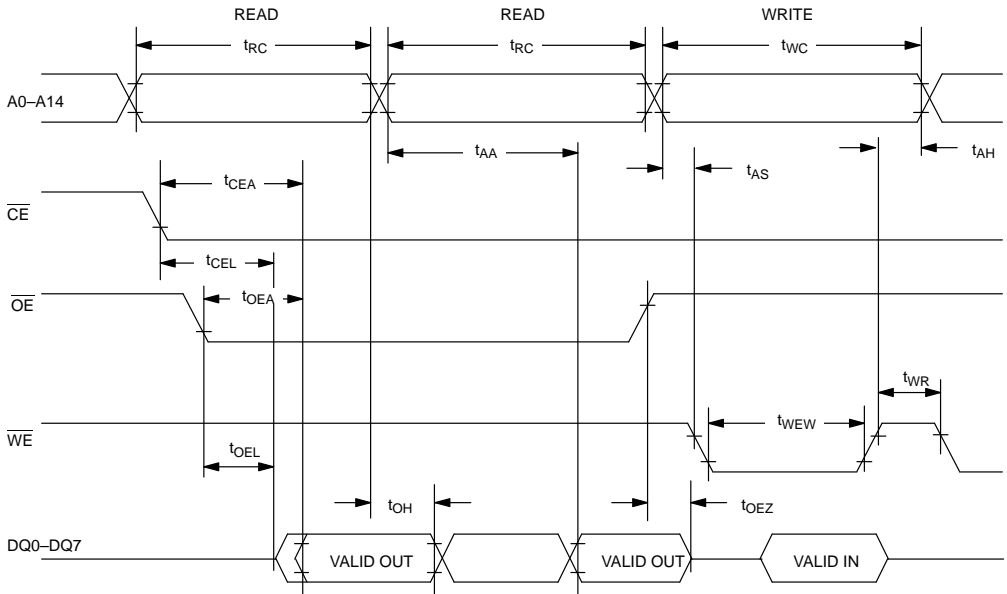 READ READ WRITE
tRC tRC tWC
A0–A14
tAA tAH
tCEA tAS
CE
tCEL
OE tOEA
tWR
WE tWEW
tOEL
tOH tOEZ
DQ0–DQ7
VALID OUT VALID OUT VALID IN